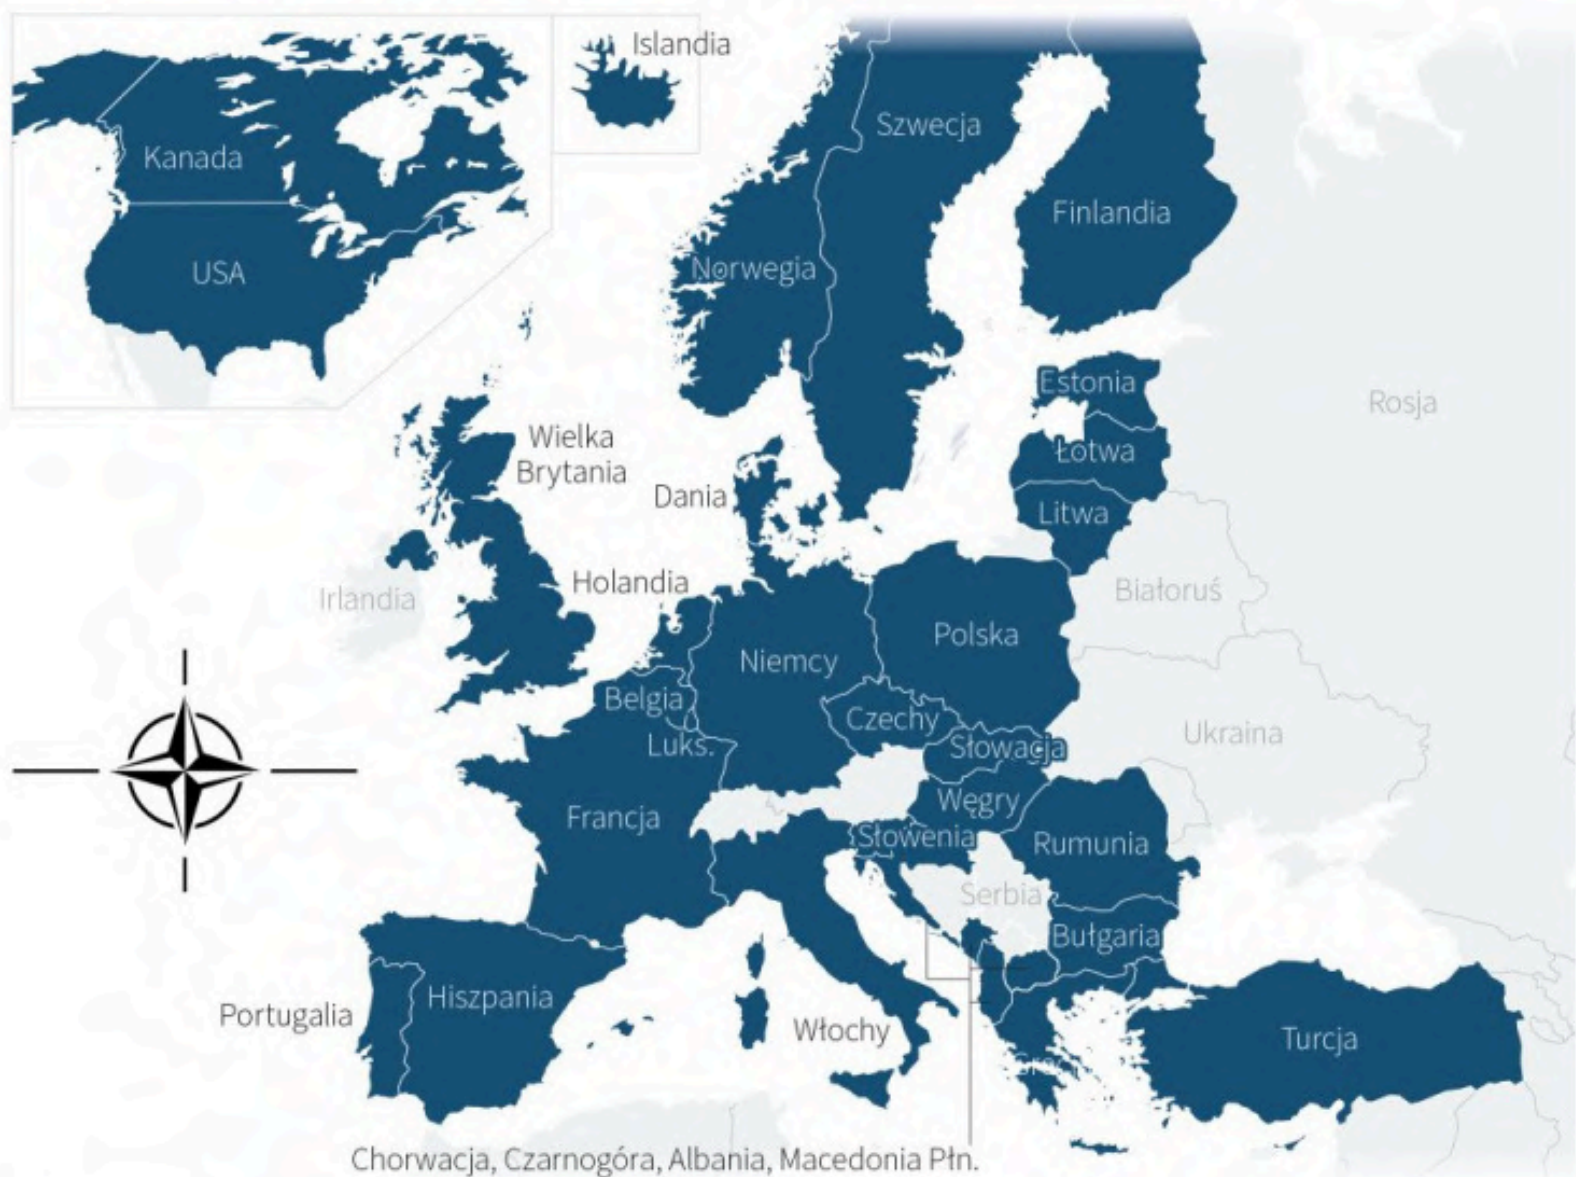 Islandia
Kanada
USA
Szwecja
Finlandia
Norwegia
Estonia
Rosja
Łotwa
Litwa
Wielka
Brytania
Dania
Irlandia
Holandia
Białoruś
Polska
Niemcy
Belgia
Czechy
Ukraina
Luks.
Słowacja
Francja
Węgry
Słowenia
Rumunia
Serbia
Bułgaria
Portugalia
Hiszpania
Włochy
Turcja
Chorwacja, Czarnogóra, Albania, Macedonia Płn.